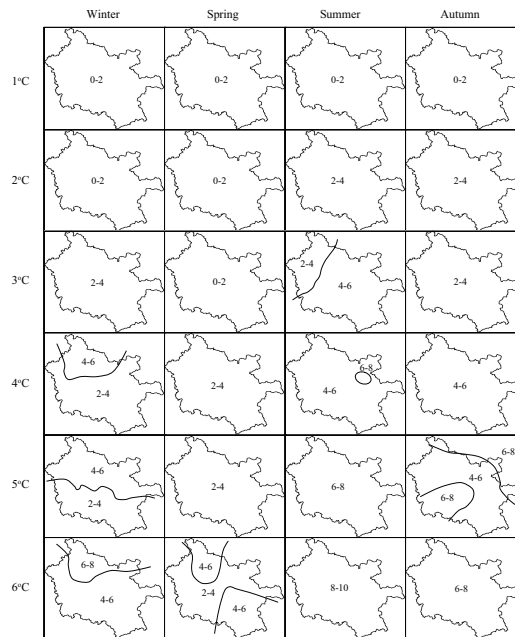 Winter Spring Summer Autumn
1°C 0-2 0-2 0-2 0-2
2°C 0-2 0-2 2-4 2-4
2-4
3°C 2-4 0-2 4-6 2-4
4-6 6-8
4°C 2-4 2-4 4-6 4-6
6-8
4-6 4-6
5°C 2-4 2-4 6-8 6-8
6-8 4-6
6°C 4-6 2-4 4-6 8-10 6-8